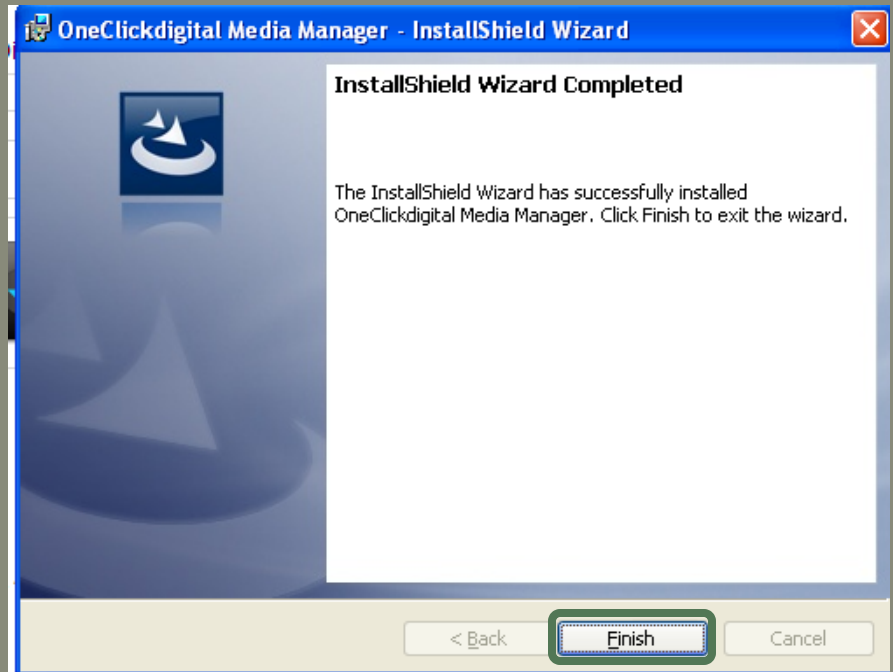 OneClickdigital Media Manager - InstallShield Wizard
InstallShield Wizard Completed
The InstallShield Wizard has successfully installed
OneClickdigital Media Manager. Click Finish to exit the wizard.
< Back
Finish
Cancel